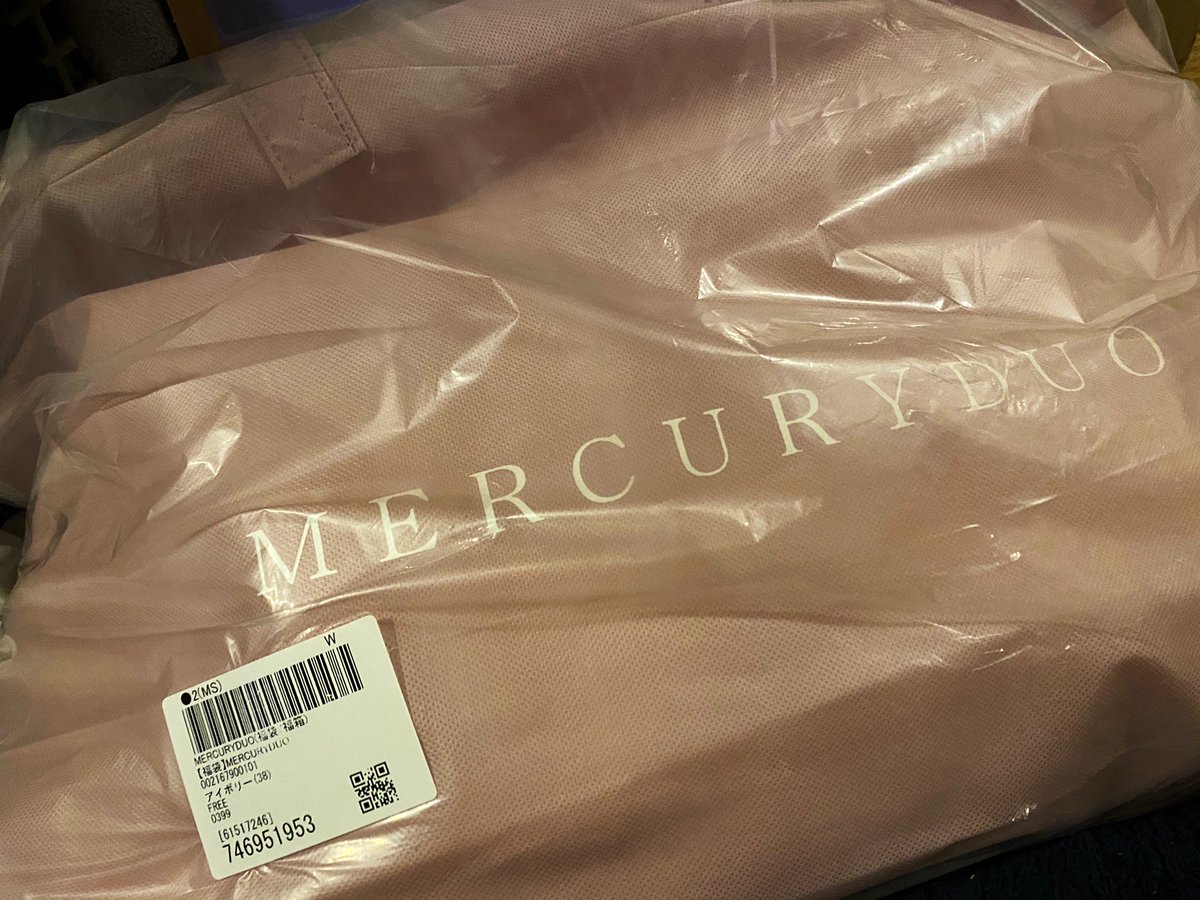 MERCURYDUO
W
●2(MS)
MERCURYDUO(福袋 福箱)
【福袋】MERCURYDUO
002167900101
アイボリー(38)
FREE
0399
[61517246]
746951953